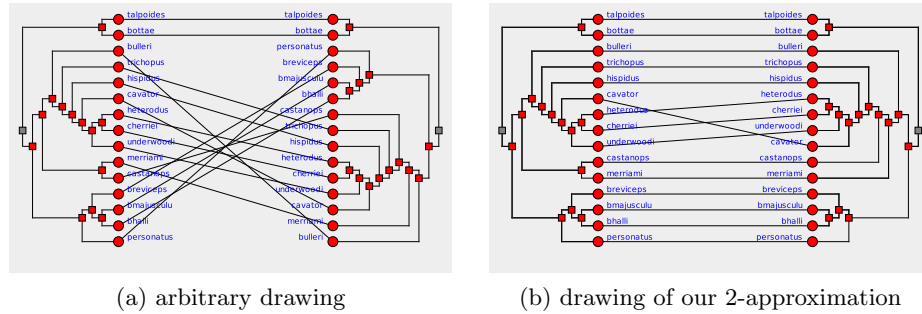 talpoides talpoides talpoides talpoides
bottae bottae bottae bottae
bulleri personatus bulleri bulleri
trichopus breviceps trichopus trichopus
hispidus bmajusculu hispidus hispidus
cavator bhalli cavator heterodus
heterodus castanops heterodus cherriei
cherriei trichopus cherriei underwoodi
underwoodi hispidus underwoodi cavator
merriami heterodus castanops castanops
castanops cherriei merriami merriami
breviceps underwoodi breviceps breviceps
bmajusculu cavator bmajusculu bmajusculu
bhalli merriami bhalli bhalli
personatus bulleri personatus personatus
(a) arbitrary drawing (b) drawing of our 2-approximation